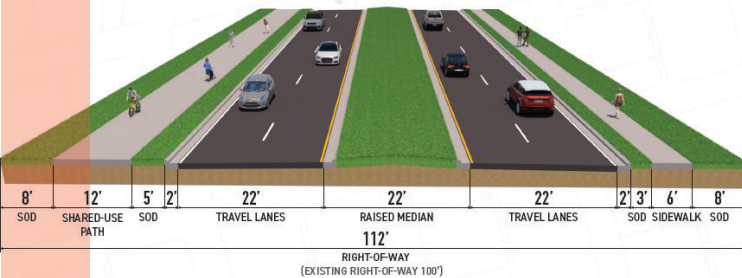 8' 12' 5' 2' 22' 22' 22' 2' 3' 6' 8'
SOD SHARED-USE PATH SOD TRAVEL LANES RAISED MEDIAN TRAVEL LANES SOD SIDEWALK SOD
112'
RIGHT-OF-WAY
(EXISTING RIGHT-OF-WAY 100')